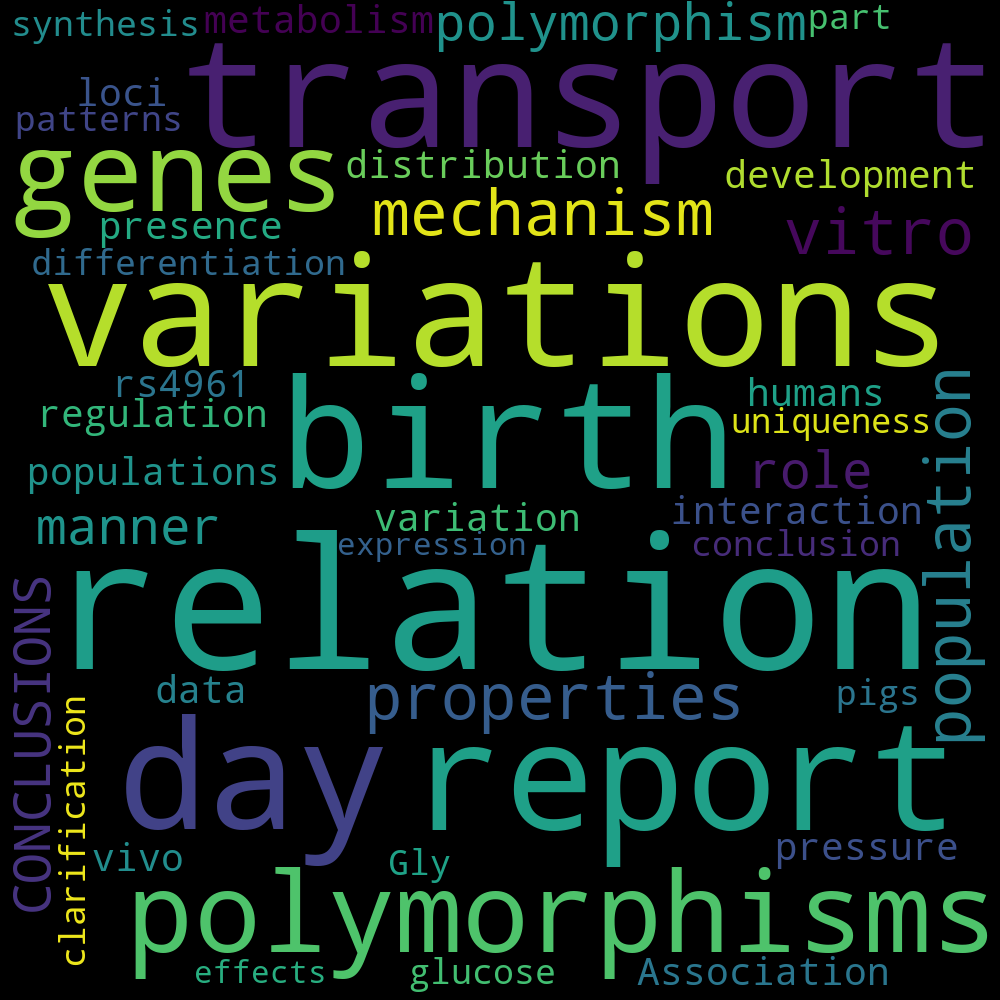 synthesis
metabolism
polymorphism
part
transport
loci
patterns
genes
distribution
development
mechanism
vitro
presence
differentiation
variations
rs4961
birth
humans
population
regulation
uniqueness
populations
role
manner
variation
interaction
expression
conclusion
relation
CONCLUSIONS
clarification
data
properties
pigs
day
report
vivo
Gly
pressure
polymorphisms
effects
glucose
Association